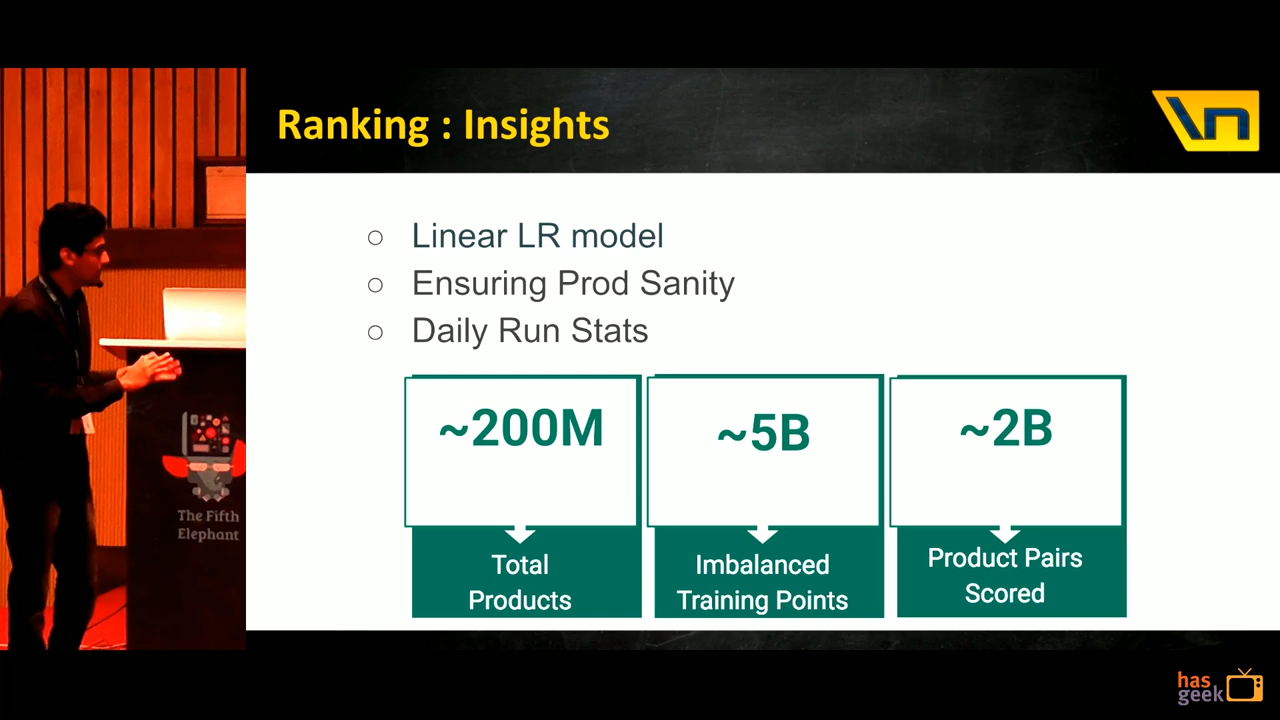 Ranking : Insights
Linear LR model
Ensuring Prod Sanity
Daily Run Stats
~200M
~5B
~2B
Total
Products
Imbalanced
Training Points
Product Pairs
Scored
The Fifth
Elephant
has
geek